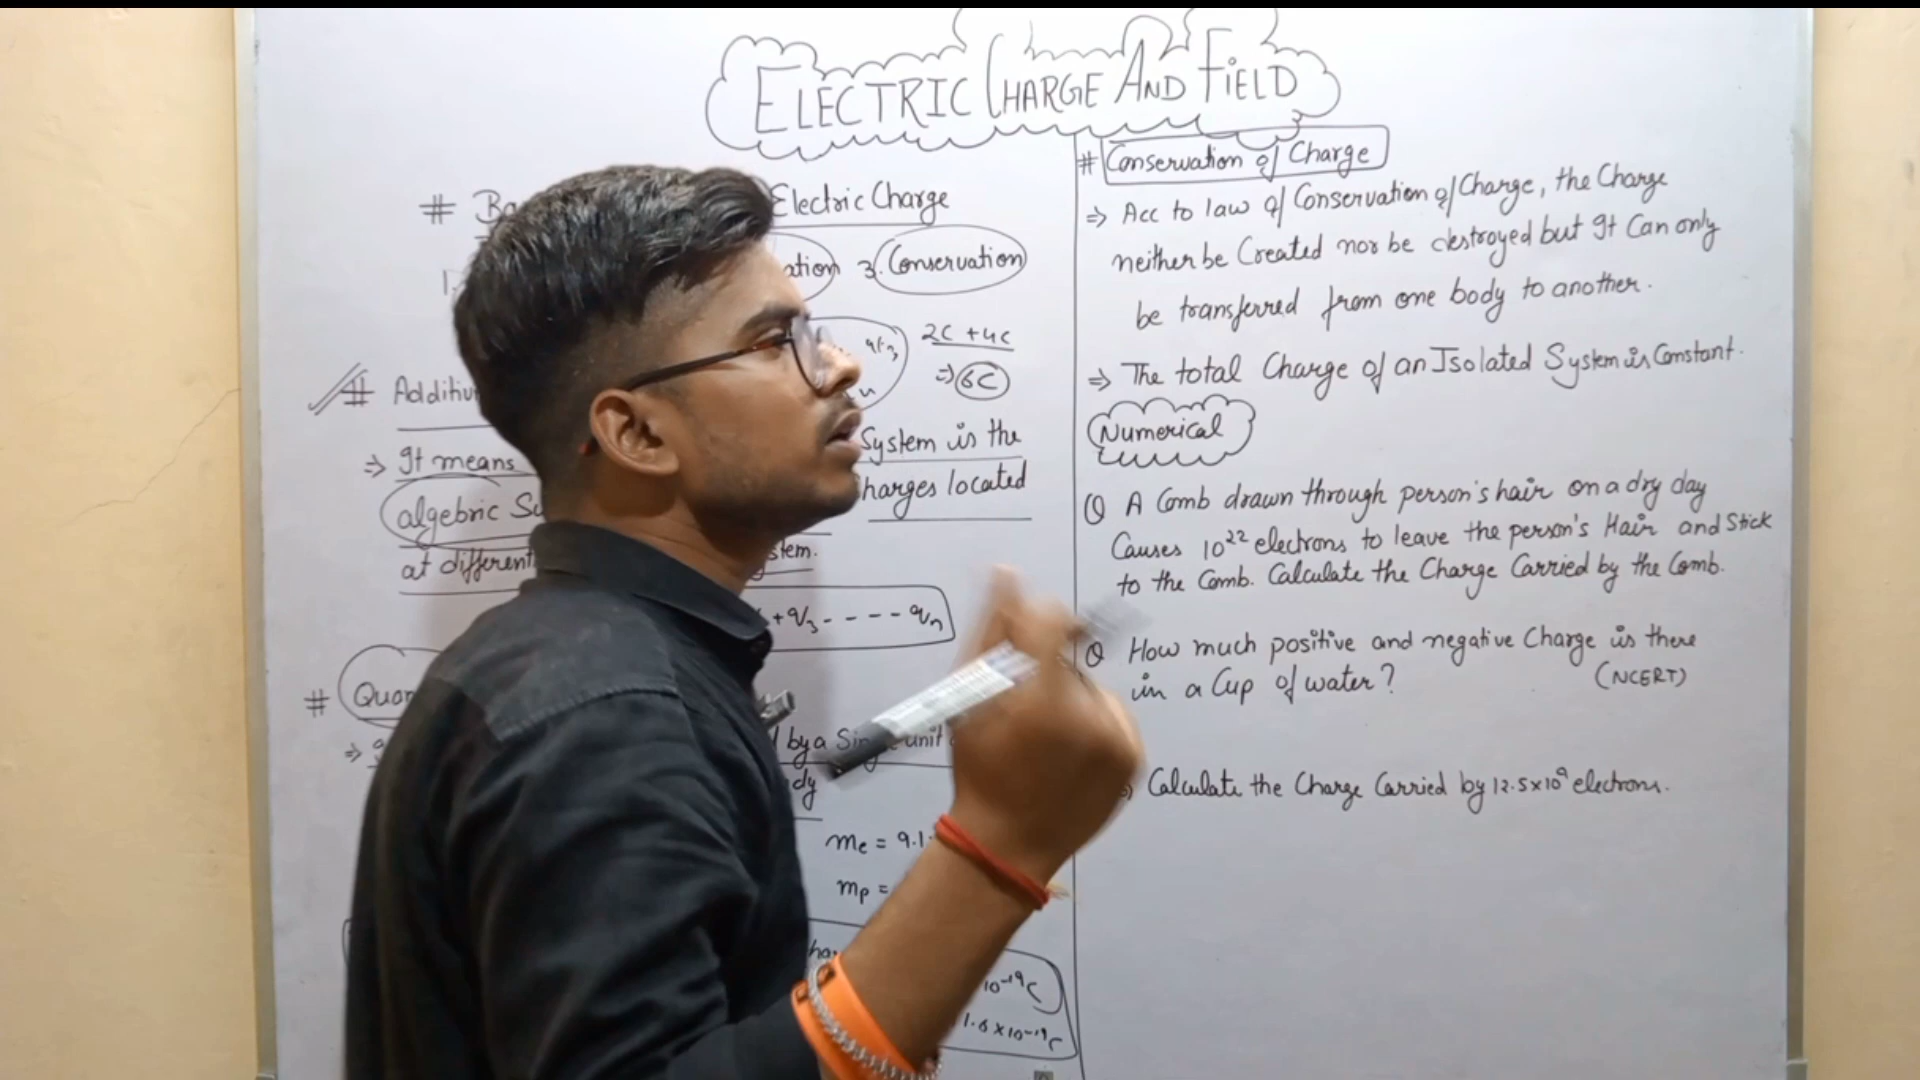 ELECTRIC CHARGE AND FIELD
# Electric Charge
3. Conservation
2C + 4C
=> 6C
# Additiv
=> It means System is the
algebric Su harges located
at different stem.
+ q3 - - - - qn
# Quan
=> by a Single unit
dy
me = 9.1
mp =
10-19C
1.6 x 10-19C
# Conservation of Charge
=> Acc to law of Conservation of Charge, the Charge
neither be Created nor be destroyed but It Can only
be transferred from one body to another.
=> The total Charge of an Isolated System is Constant.
Numerical
Q A Comb drawn through person's hair on a dry day
Causes 10²² electrons to leave the person's Hair and Stick
to the Comb. Calculate the Charge Carried by the Comb.
Q How much positive and negative Charge is there
in a Cup of water? (NCERT)
Calculate the Charge Carried by 12.5x10⁹ electrons.